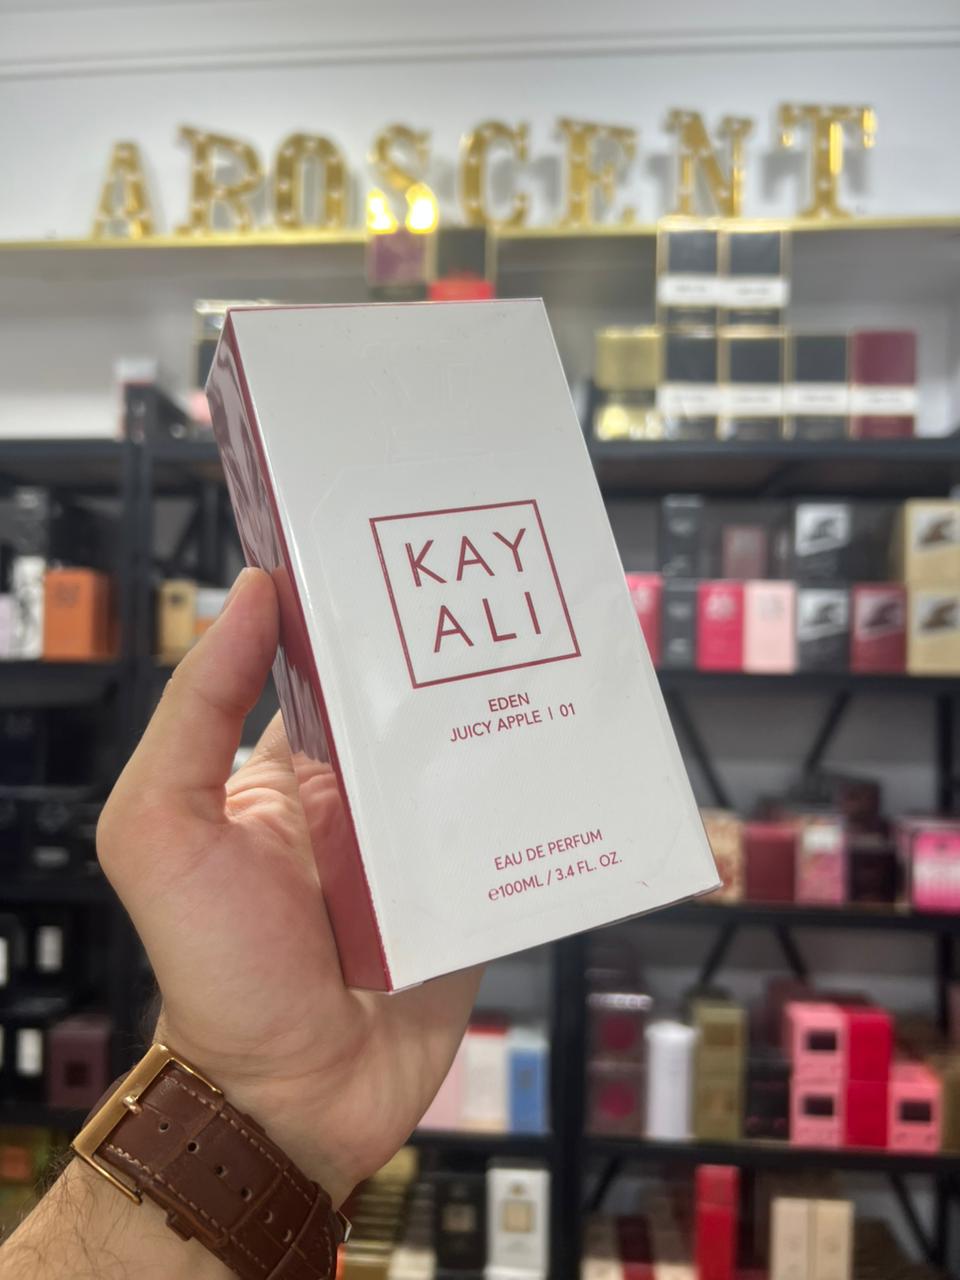 AROSCENT
KAY
ALI
EDEN
JUICY APPLE | 01
EAU DE PERFUM
℮100ML / 3.4 FL. OZ.